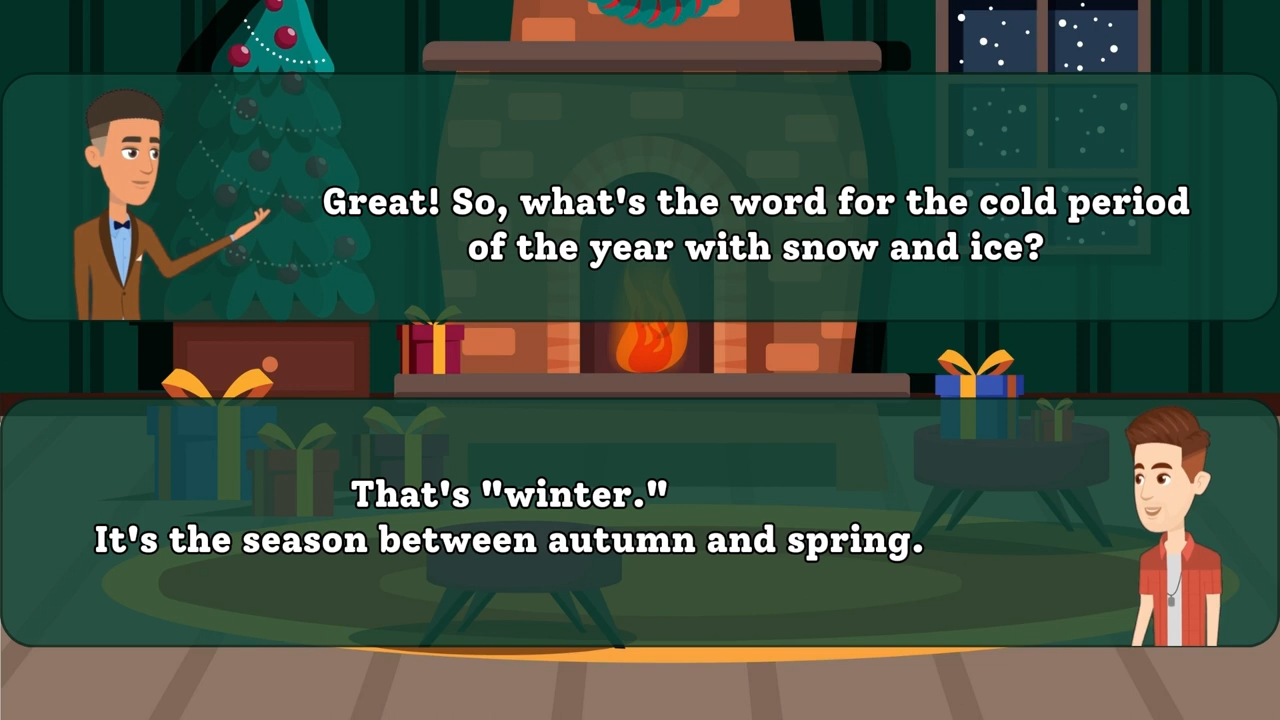 Great! So, what's the word for the cold period
of the year with snow and ice?
That's "winter."
It's the season between autumn and spring.